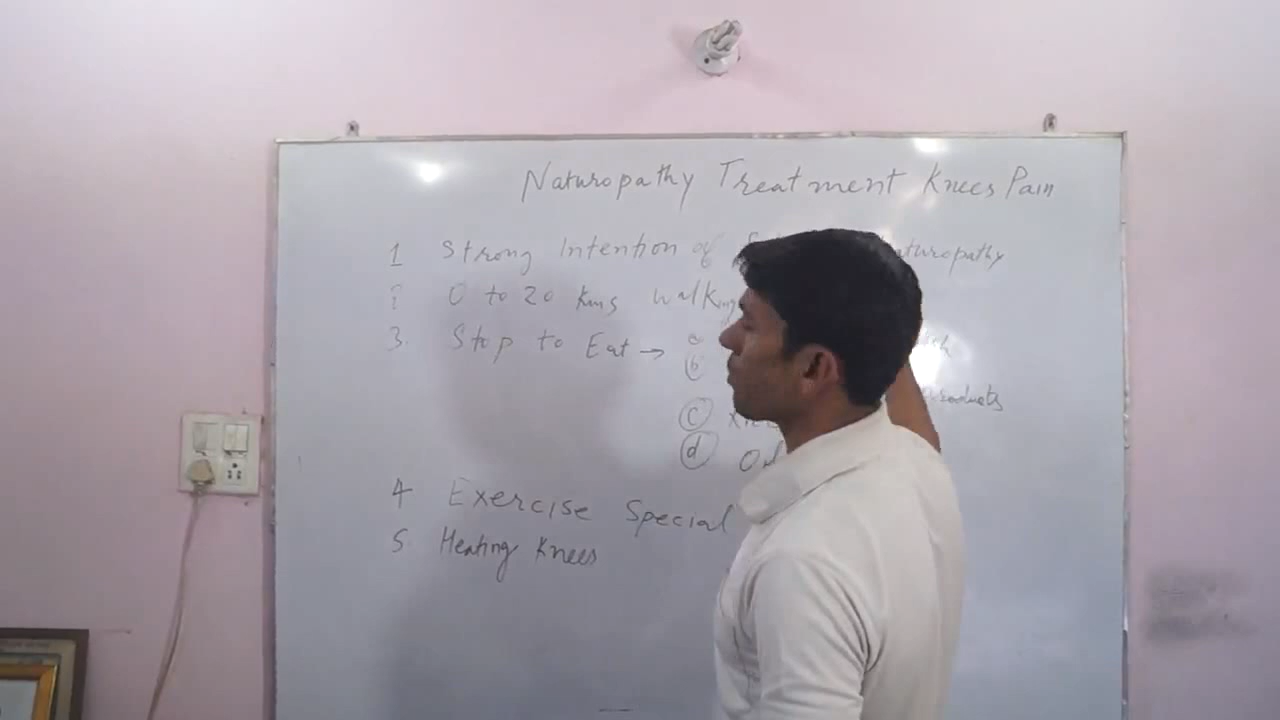 Naturopathy Treatment Knees Pain
1 Strong Intention of Naturopathy
2 0 to 20 Kms Walking
3. Stop to Eat →
(b)
products
(c)
(d)
4 Exercise Special
5. Heating Knees